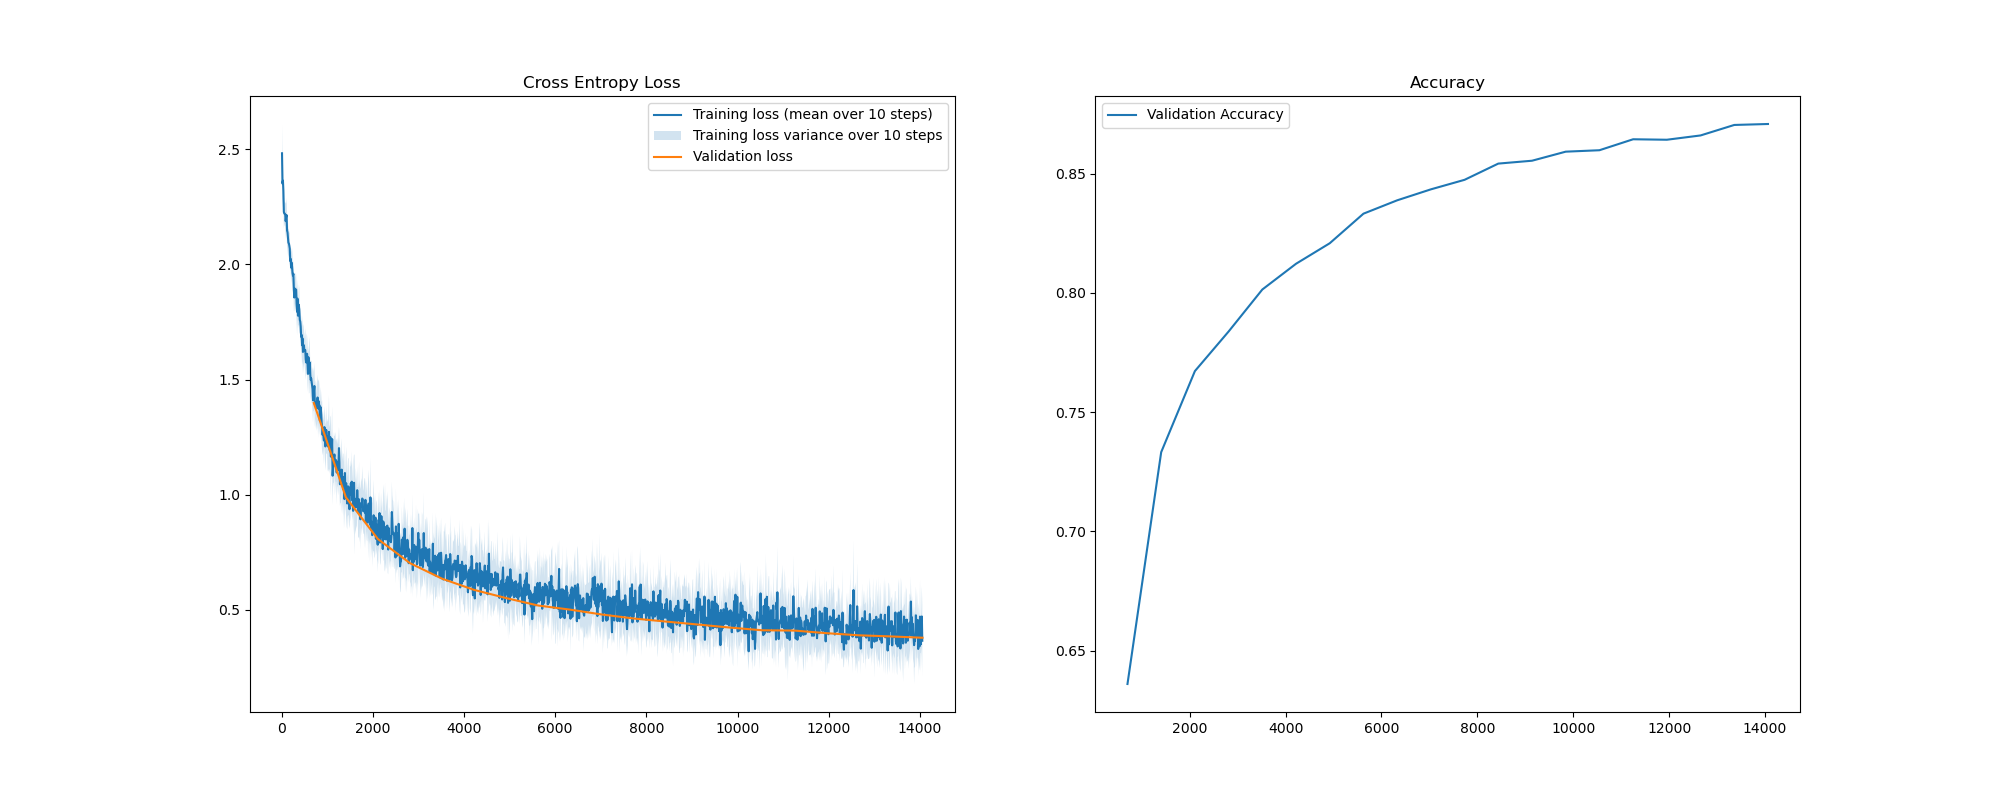 Cross Entropy Loss
Training loss (mean over 10 steps)
Training loss variance over 10 steps
Validation loss
2.5
2.0
1.5
1.0
0.5
0 2000 4000 6000 8000 10000 12000 14000
Accuracy
Validation Accuracy
0.85
0.80
0.75
0.70
0.65
2000 4000 6000 8000 10000 12000 14000